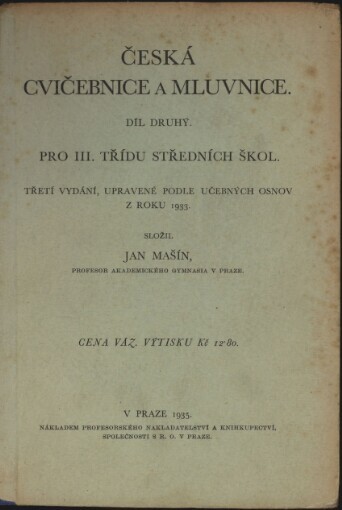 ČESKÁ
CVIČEBNICE A MLUVNICE.
DÍL DRUHÝ.
PRO III. TŘÍDU STŘEDNÍCH ŠKOL.
TŘETÍ VYDÁNÍ, UPRAVENÉ PODLE UČEBNÝCH OSNOV
Z ROKU 1933.
SLOŽIL
JAN MAŠÍN,
PROFESOR AKADEMICKÉHO GYMNASIA V PRAZE.
CENA VÁZ. VÝTISKU Kč 12·80.
V PRAZE 1935.
NÁKLADEM PROFESORSKÉHO NAKLADATELSTVÍ A KNIHKUPECTVÍ,
SPOLEČNOSTI S R. O. V PRAZE.